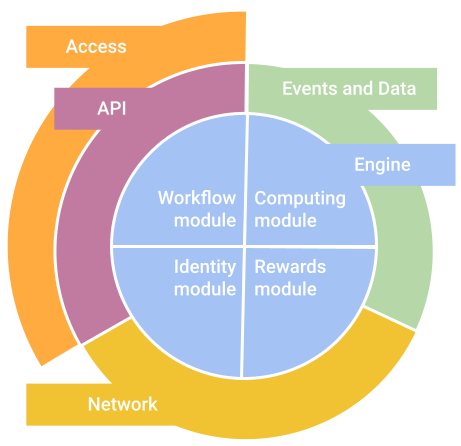 Access
API
Events and Data
Engine
Workflow
module
Computing
module
Identity
module
Rewards
module
Network